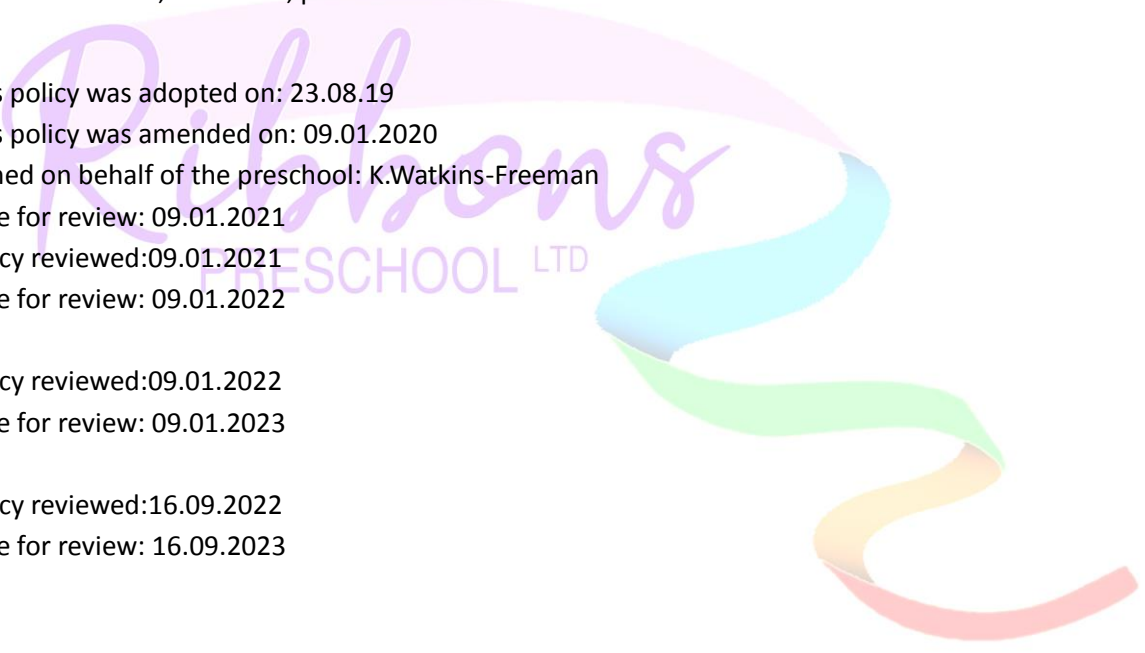 s policy was adopted on: 23.08.19
s policy was amended on: 09.01.2020
ned on behalf of the preschool: K.Watkins-Freeman
e for review: 09.01.2021
cy reviewed:09.01.2021
e for review: 09.01.2022
cy reviewed:09.01.2022
e for review: 09.01.2023
cy reviewed:16.09.2022
e for review: 16.09.2023
Ribbons
PRESCHOOL LTD